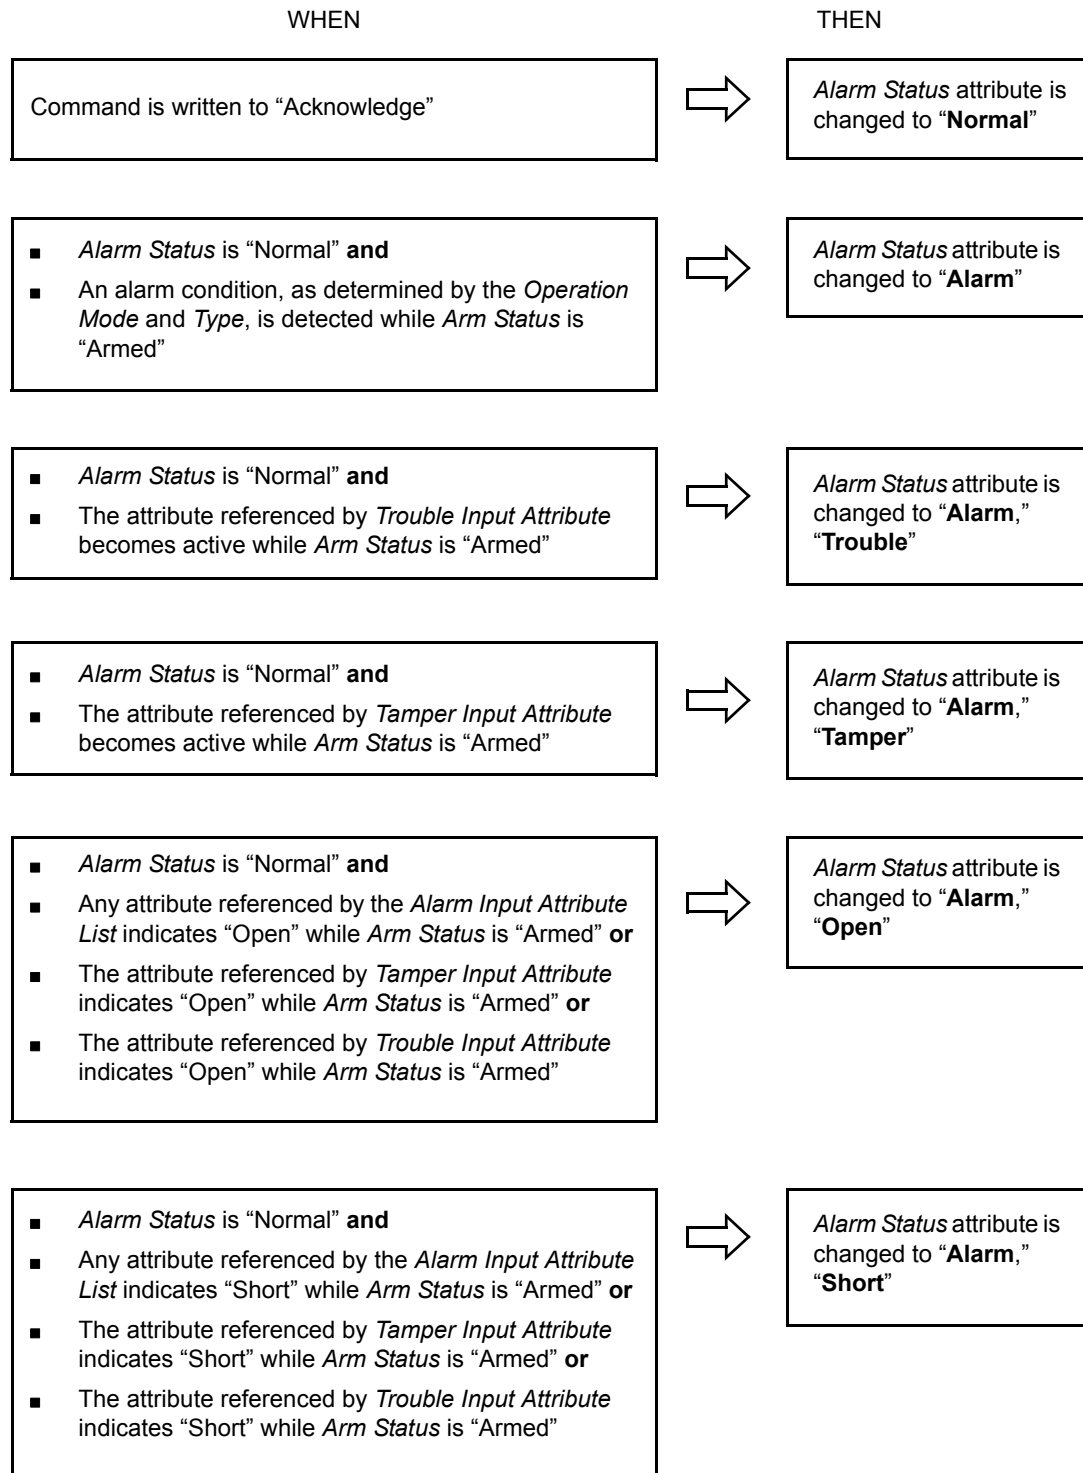 WHEN
THEN
Command is written to “Acknowledge”
Alarm Status attribute is
changed to “Normal”
■ Alarm Status is “Normal” and
■ An alarm condition, as determined by the Operation
Mode and Type, is detected while Arm Status is
“Armed”
Alarm Status attribute is
changed to “Alarm”
■ Alarm Status is “Normal” and
■ The attribute referenced by Trouble Input Attribute
becomes active while Arm Status is “Armed”
Alarm Status attribute is
changed to “Alarm,”
“Trouble”
■ Alarm Status is “Normal” and
■ The attribute referenced by Tamper Input Attribute
becomes active while Arm Status is “Armed”
Alarm Status attribute is
changed to “Alarm,”
“Tamper”
■ Alarm Status is “Normal” and
■ Any attribute referenced by the Alarm Input Attribute
List indicates “Open” while Arm Status is “Armed” or
■ The attribute referenced by Tamper Input Attribute
indicates “Open” while Arm Status is “Armed” or
■ The attribute referenced by Trouble Input Attribute
indicates “Open” while Arm Status is “Armed”
Alarm Status attribute is
changed to “Alarm,”
“Open”
■ Alarm Status is “Normal” and
■ Any attribute referenced by the Alarm Input Attribute
List indicates “Short” while Arm Status is “Armed” or
■ The attribute referenced by Tamper Input Attribute
indicates “Short” while Arm Status is “Armed” or
■ The attribute referenced by Trouble Input Attribute
indicates “Short” while Arm Status is “Armed”
Alarm Status attribute is
changed to “Alarm,”
“Short”